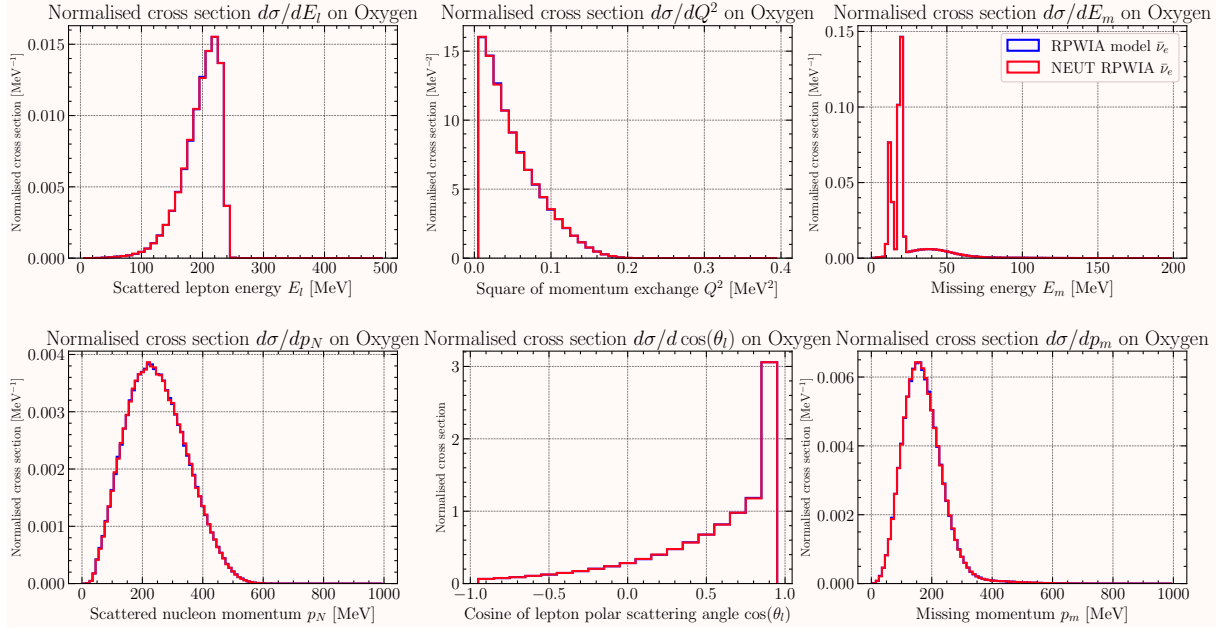 Normalised cross section dσ/dE_l on Oxygen
Normalised cross section [MeV⁻¹]
0.015
0.010
0.005
0.000
0 100 200 300 400 500
Scattered lepton energy E_l [MeV]
Normalised cross section dσ/dQ² on Oxygen
Normalised cross section [MeV⁻²]
15
10
5
0
0.0 0.1 0.2 0.3 0.4
Square of momentum exchange Q² [MeV²]
Normalised cross section dσ/dE_m on Oxygen
RPWIA model ν̄_e
NEUT RPWIA ν̄_e
Normalised cross section [MeV⁻¹]
0.15
0.10
0.05
0.00
0 50 100 150 200
Missing energy E_m [MeV]
Normalised cross section dσ/dp_N on Oxygen
Normalised cross section [MeV⁻¹]
0.004
0.003
0.002
0.001
0.000
0 200 400 600 800 1000
Scattered nucleon momentum p_N [MeV]
Normalised cross section dσ/d cos(θ_l) on Oxygen
Normalised cross section
3
2
1
0
−1.0 −0.5 0.0 0.5 1.0
Cosine of lepton polar scattering angle cos(θ_l)
Normalised cross section dσ/dp_m on Oxygen
Normalised cross section [MeV⁻¹]
0.006
0.004
0.002
0.000
0 200 400 600 800 1000
Missing momentum p_m [MeV]